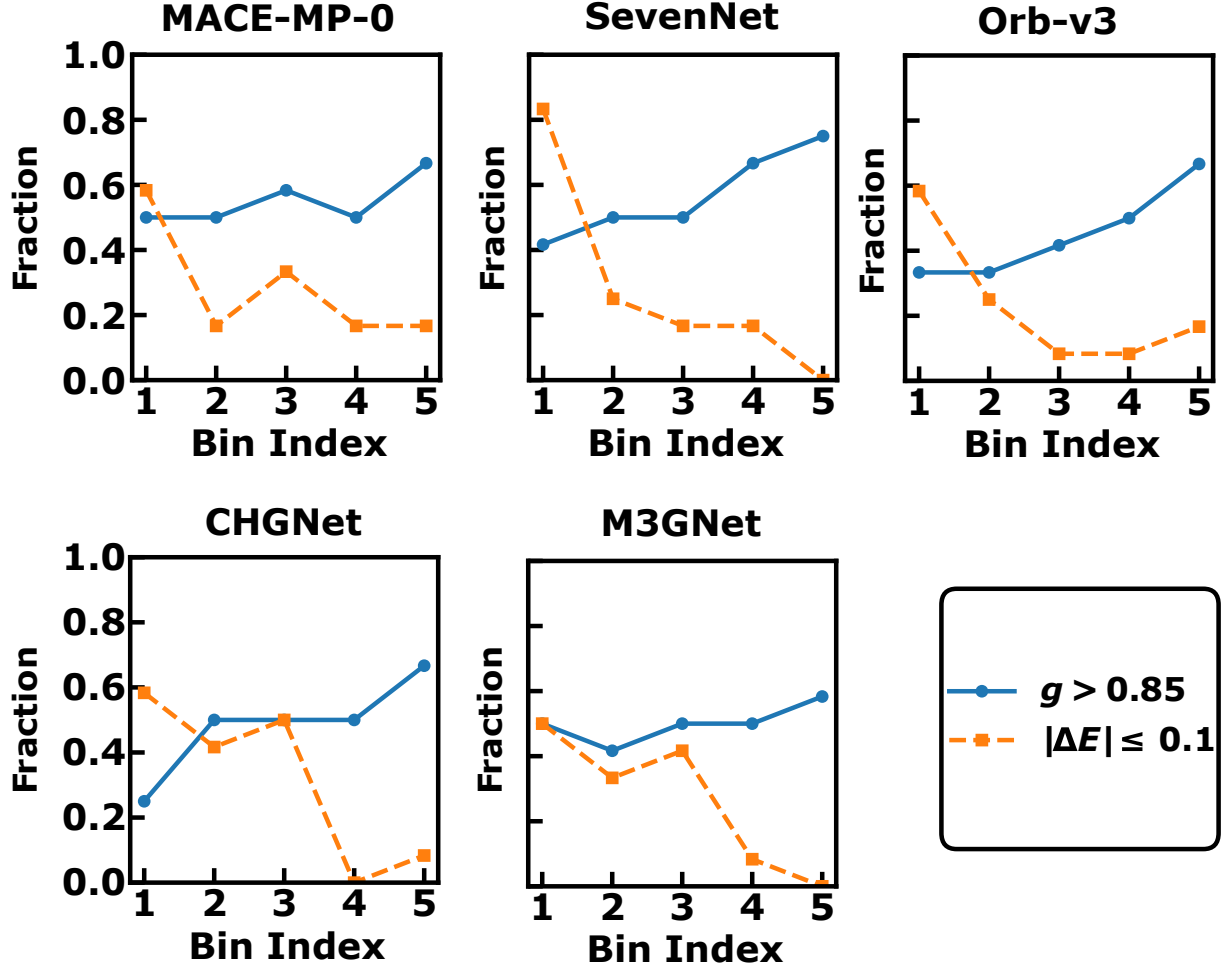 MACE-MP-0
SevenNet
Orb-v3
Fraction
1.0
0.8
0.6
0.4
0.2
0.0
1 2 3 4 5
Bin Index
Fraction
1 2 3 4 5
Bin Index
Fraction
1 2 3 4 5
Bin Index
CHGNet
M3GNet
Fraction
1.0
0.8
0.6
0.4
0.2
0.0
1 2 3 4 5
Bin Index
Fraction
1 2 3 4 5
Bin Index
g > 0.85
|ΔE| ≤ 0.1